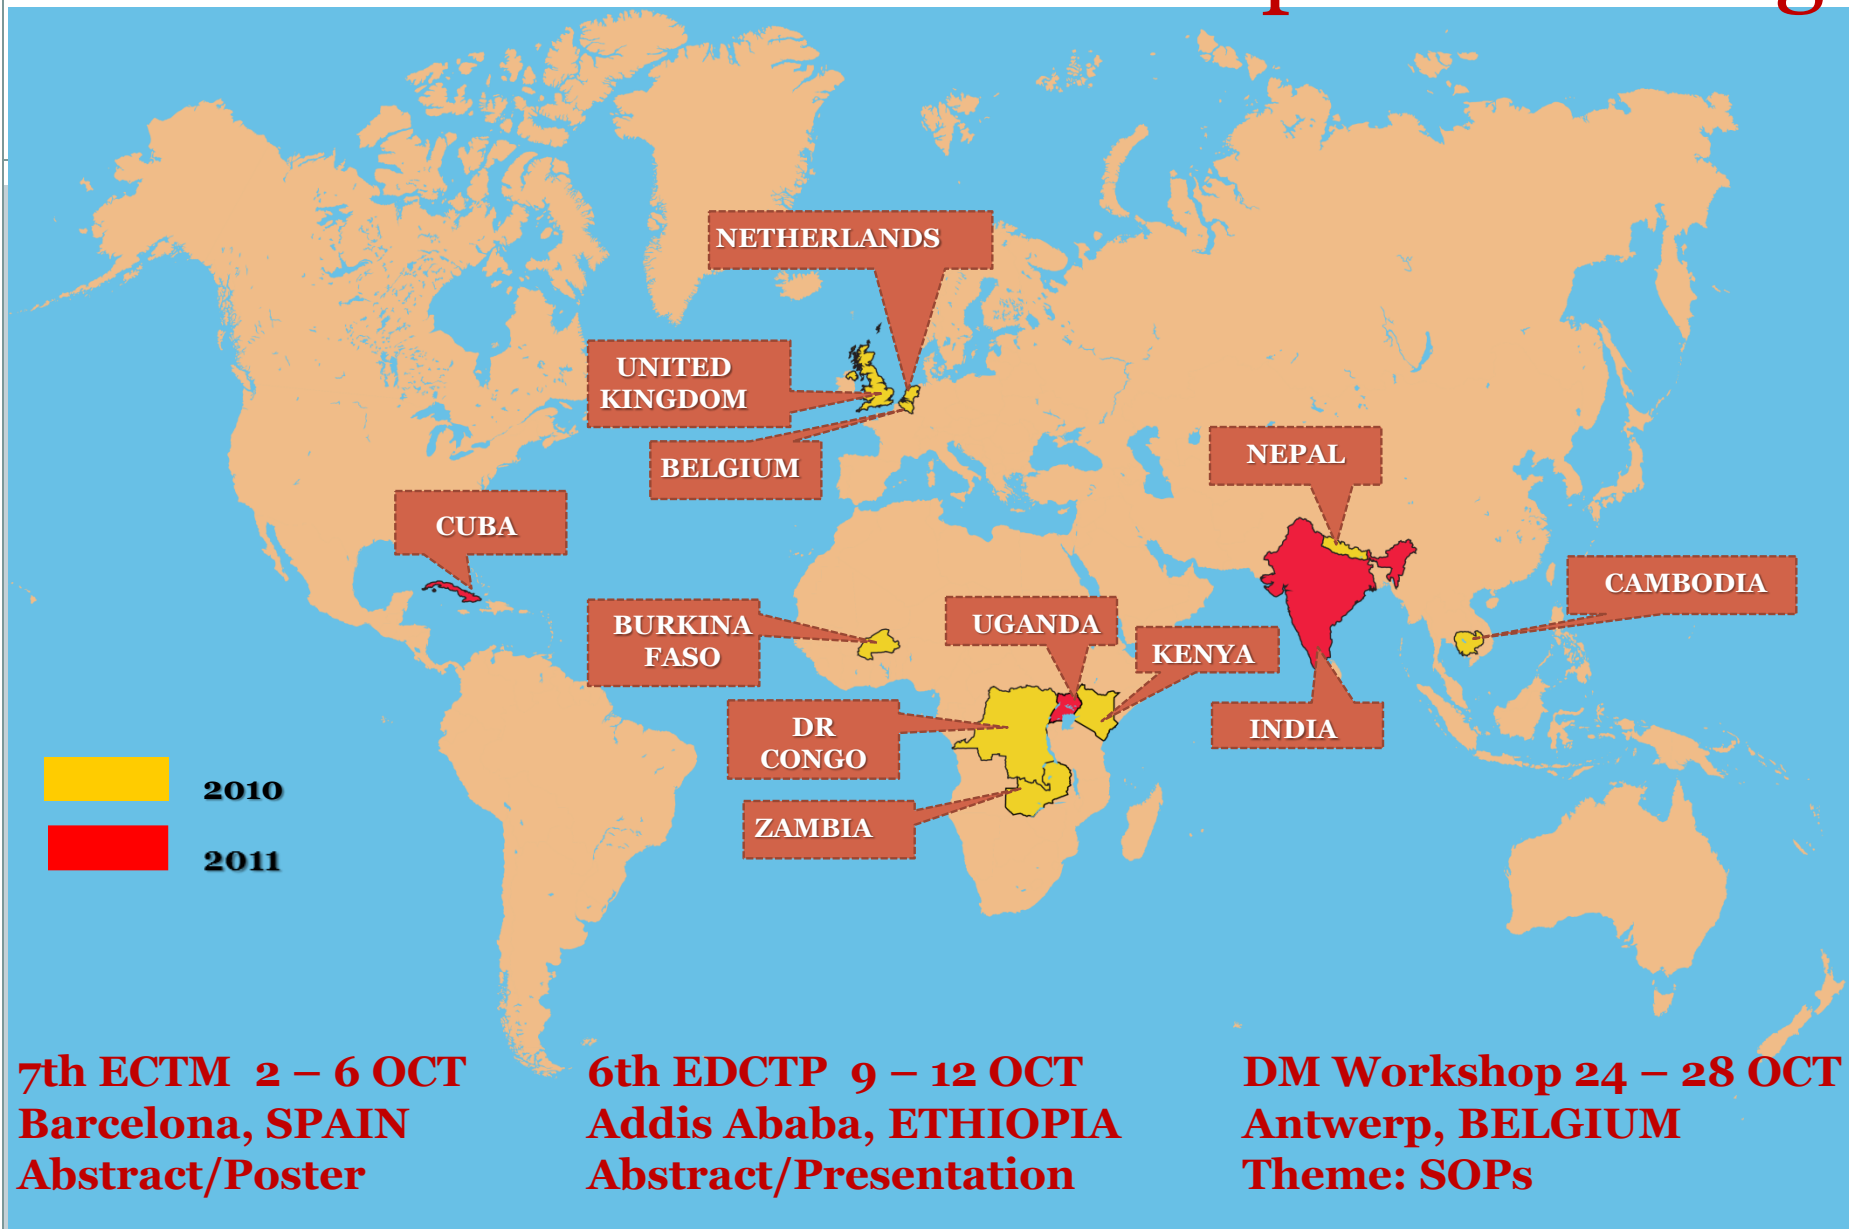 NETHERLANDS
UNITED
KINGDOM
BELGIUM
NEPAL
CUBA
CAMBODIA
BURKINA
FASO
UGANDA
KENYA
DR
CONGO
INDIA
ZAMBIA
2010
2011
7th ECTM 2 – 6 OCT
Barcelona, SPAIN
Abstract/Poster
6th EDCTP 9 – 12 OCT
Addis Ababa, ETHIOPIA
Abstract/Presentation
DM Workshop 24 – 28 OCT
Antwerp, BELGIUM
Theme: SOPs